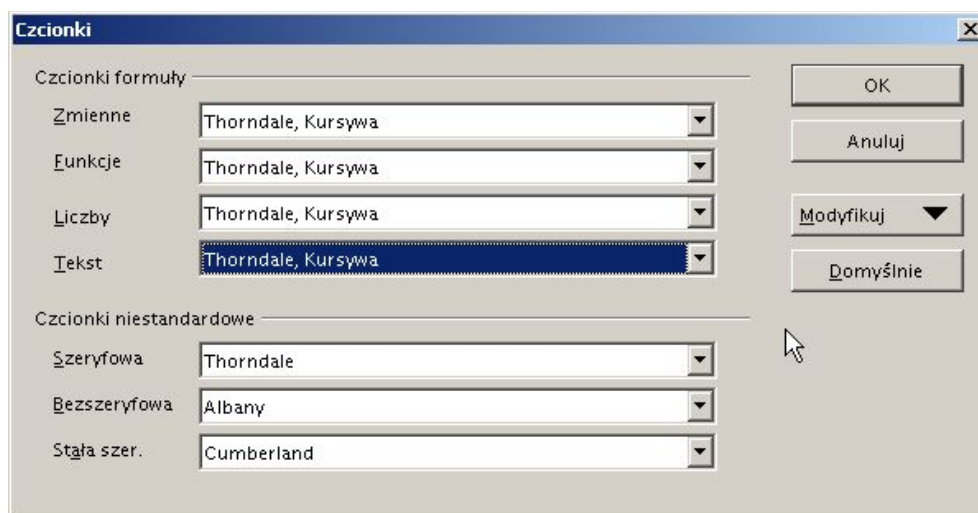 Czcionki
Czcionki formuły
OK
Zmienne Thorndale, Kursywa
Anuluj
Funkcje Thorndale, Kursywa
Liczby Thorndale, Kursywa
Modyfikuj
Tekst Thorndale, Kursywa
Domyślnie
Czcionki niestandardowe
Szeryfowa Thorndale
Bezszeryfowa Albany
Stała szer. Cumberland